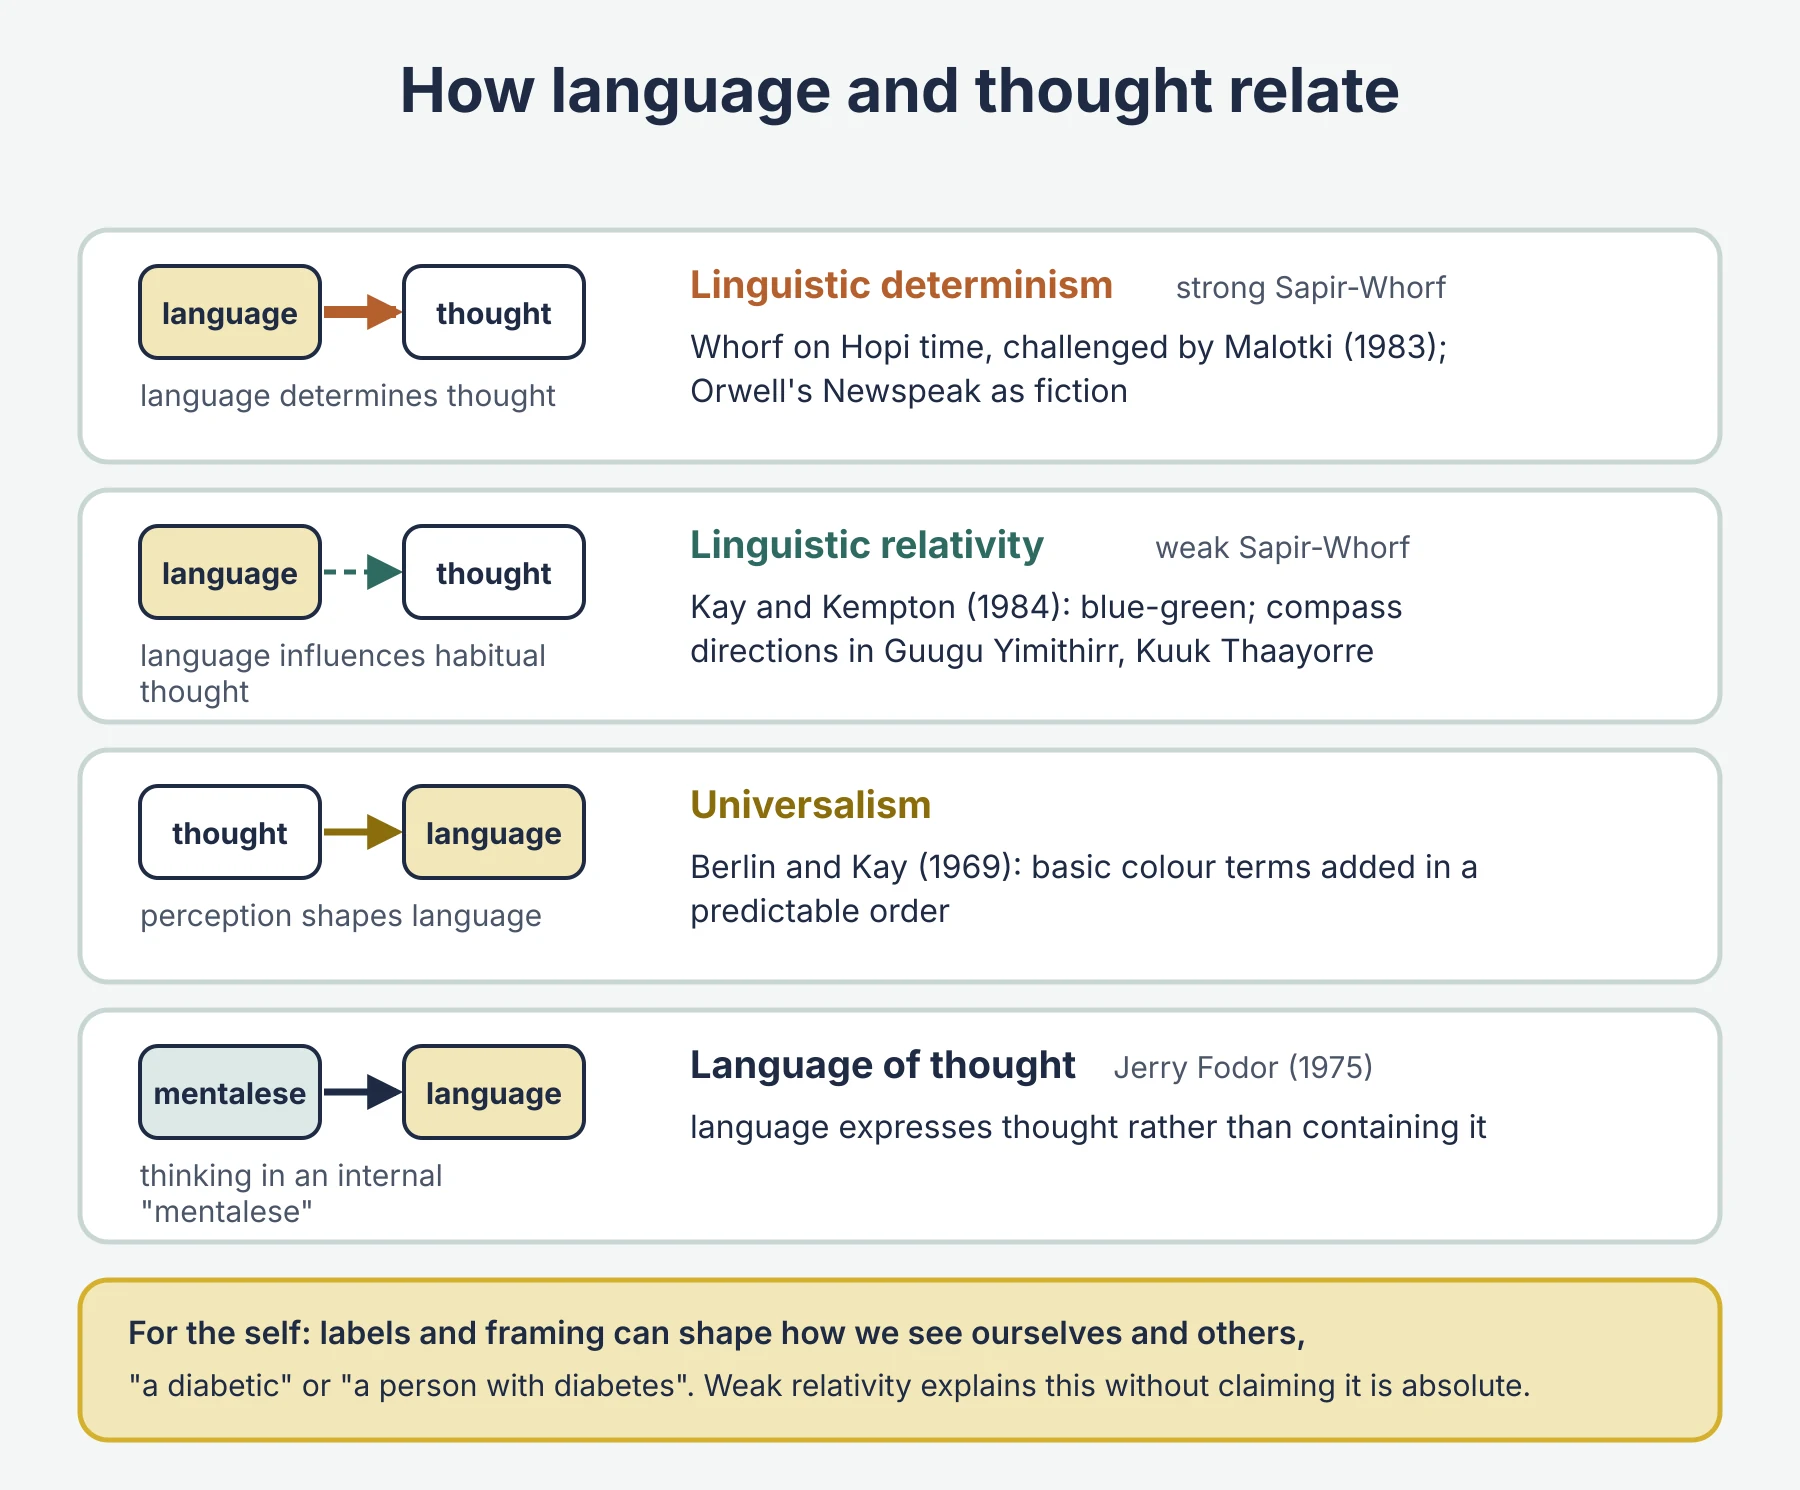 How language and thought relate
language
thought
language determines thought
Linguistic determinism
strong Sapir-Whorf
Whorf on Hopi time, challenged by Malotki (1983);
Orwell's Newspeak as fiction
language
thought
language influences habitual
thought
Linguistic relativity
weak Sapir-Whorf
Kay and Kempton (1984): blue-green; compass
directions in Guugu Yimithirr, Kuuk Thaayorre
thought
language
perception shapes language
Universalism
Berlin and Kay (1969): basic colour terms added in a
predictable order
mentalese
language
thinking in an internal
"mentalese"
Language of thought
Jerry Fodor (1975)
language expresses thought rather than containing it
For the self: labels and framing can shape how we see ourselves and others,
"a diabetic" or "a person with diabetes". Weak relativity explains this without claiming it is absolute.